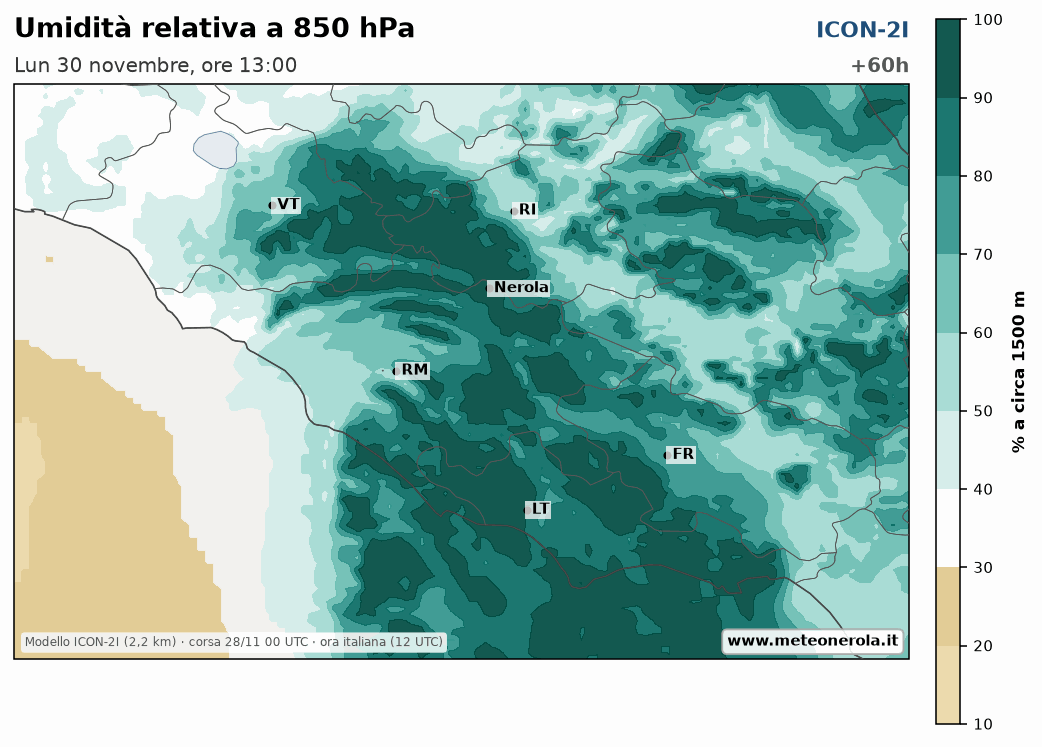 Umidità relativa a 850 hPa
ICON-2I
Lun 30 novembre, ore 13:00
+60h
VT
RI
Nerola
RM
FR
LT
Modello ICON-2I (2,2 km) · corsa 28/11 00 UTC · ora italiana (12 UTC)
www.meteonerola.it
100
90
80
70
60
50
40
30
20
10
% a circa 1500 m